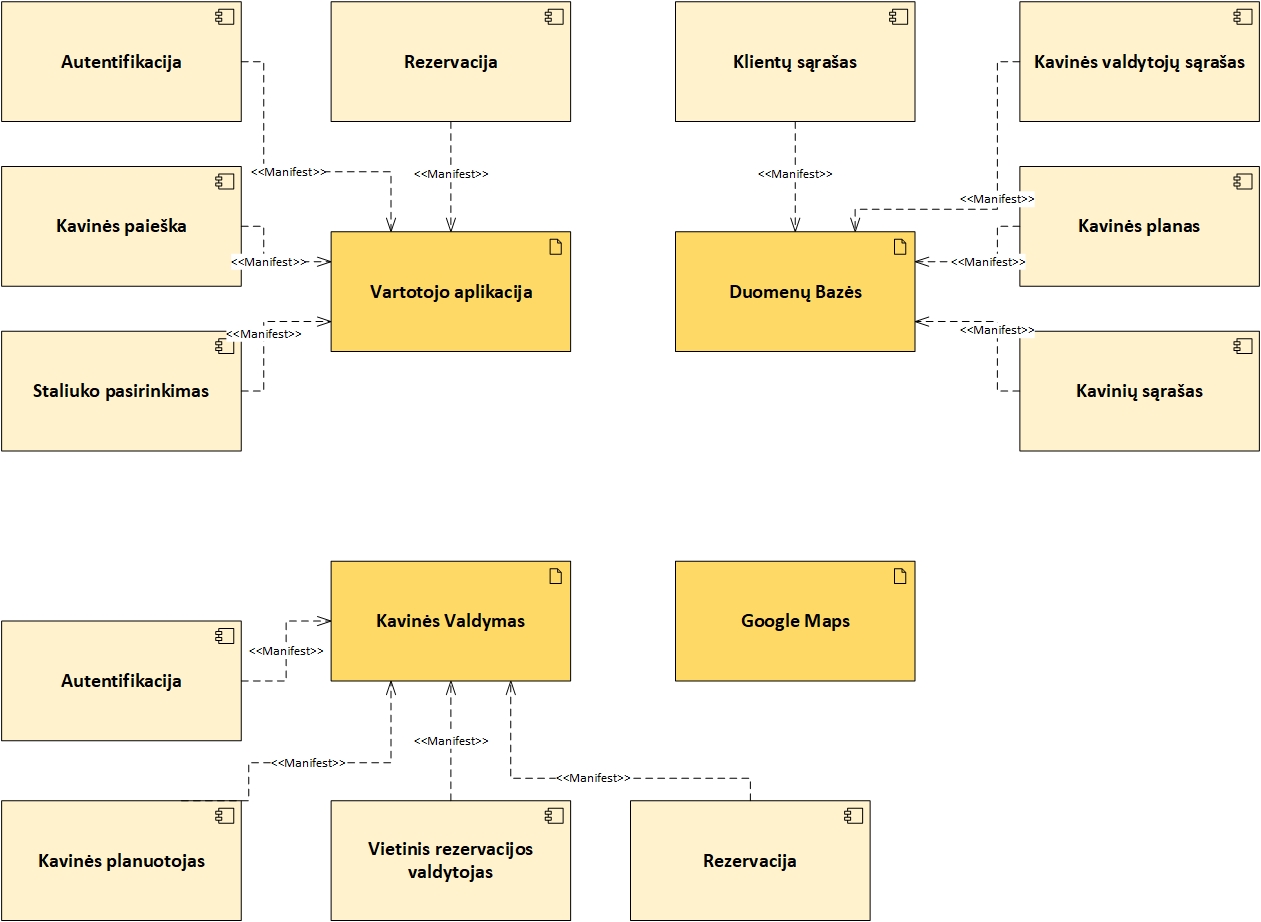 Autentifikacija
Rezervacija
Klientų sąrašas
Kavinės valdytojų sąrašas
<<Manifest>>
<<Manifest>>
<<Manifest>>
<<Manifest>>
Kavinės paieška
Kavinės planas
<<Manifest>>
<<Manifest>>
Vartotojo aplikacija
Duomenų Bazės
<<Manifest>>
<<Manifest>>
Staliuko pasirinkimas
Kavinių sąrašas
Kavinės Valdymas
Google Maps
<<Manifest>>
Autentifikacija
<<Manifest>>
<<Manifest>>
<<Manifest>>
Kavinės planuotojas
Vietinis rezervacijos
valdytojas
Rezervacija